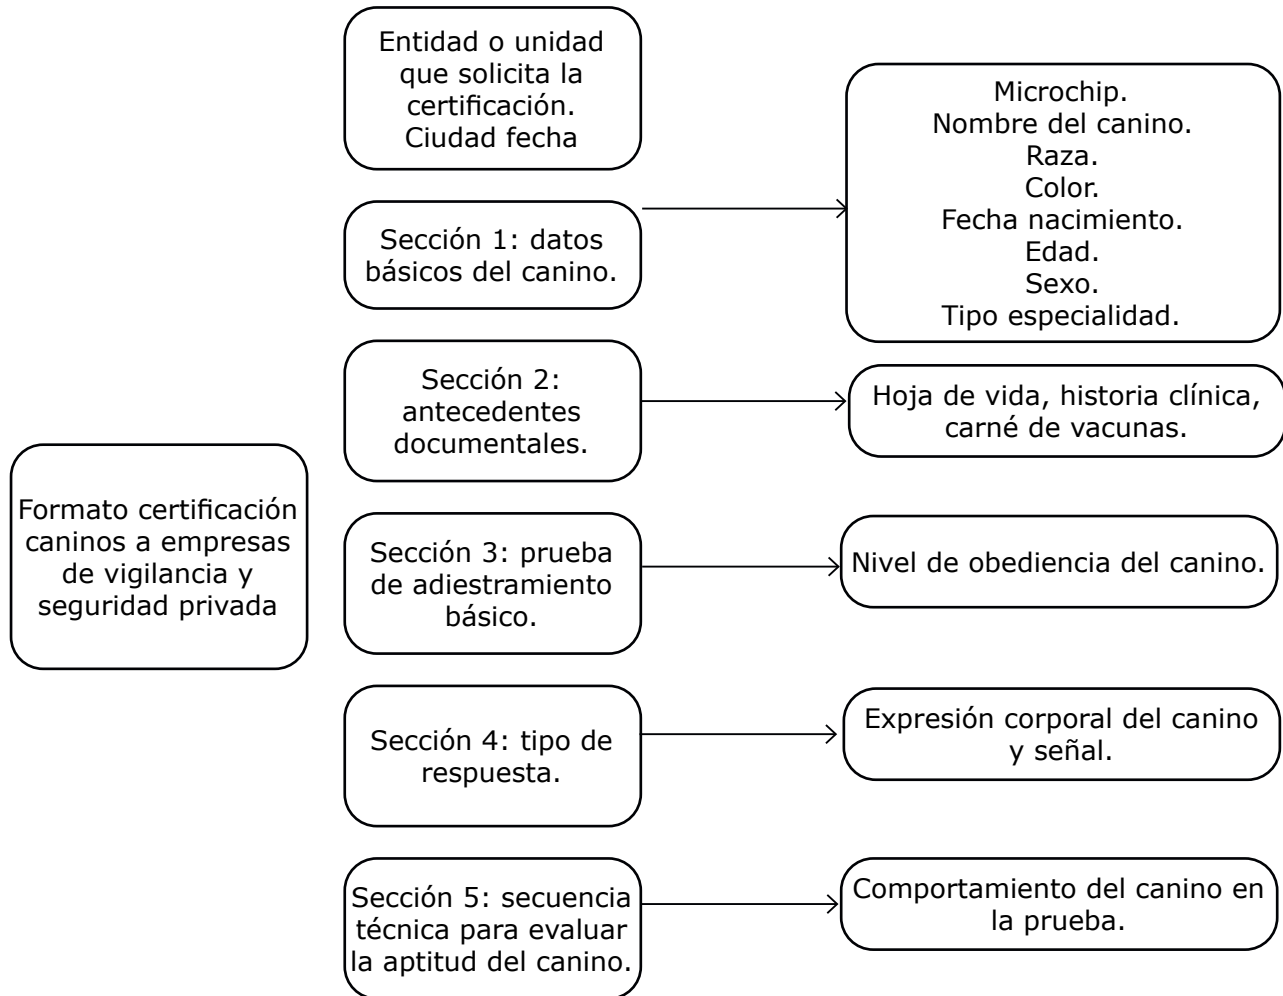 Formato certificación
caninos a empresas
de vigilancia y
seguridad privada
Entidad o unidad
que solicita la
certificación.
Ciudad fecha
Sección 1: datos
básicos del canino.
Microchip.
Nombre del canino.
Raza.
Color.
Fecha nacimiento.
Edad.
Sexo.
Tipo especialidad.
Sección 2:
antecedentes
documentales.
Hoja de vida, historia clínica,
carné de vacunas.
Sección 3: prueba
de adiestramiento
básico.
Nivel de obediencia del canino.
Sección 4: tipo de
respuesta.
Expresión corporal del canino
y señal.
Sección 5: secuencia
técnica para evaluar
la aptitud del canino.
Comportamiento del canino en
la prueba.